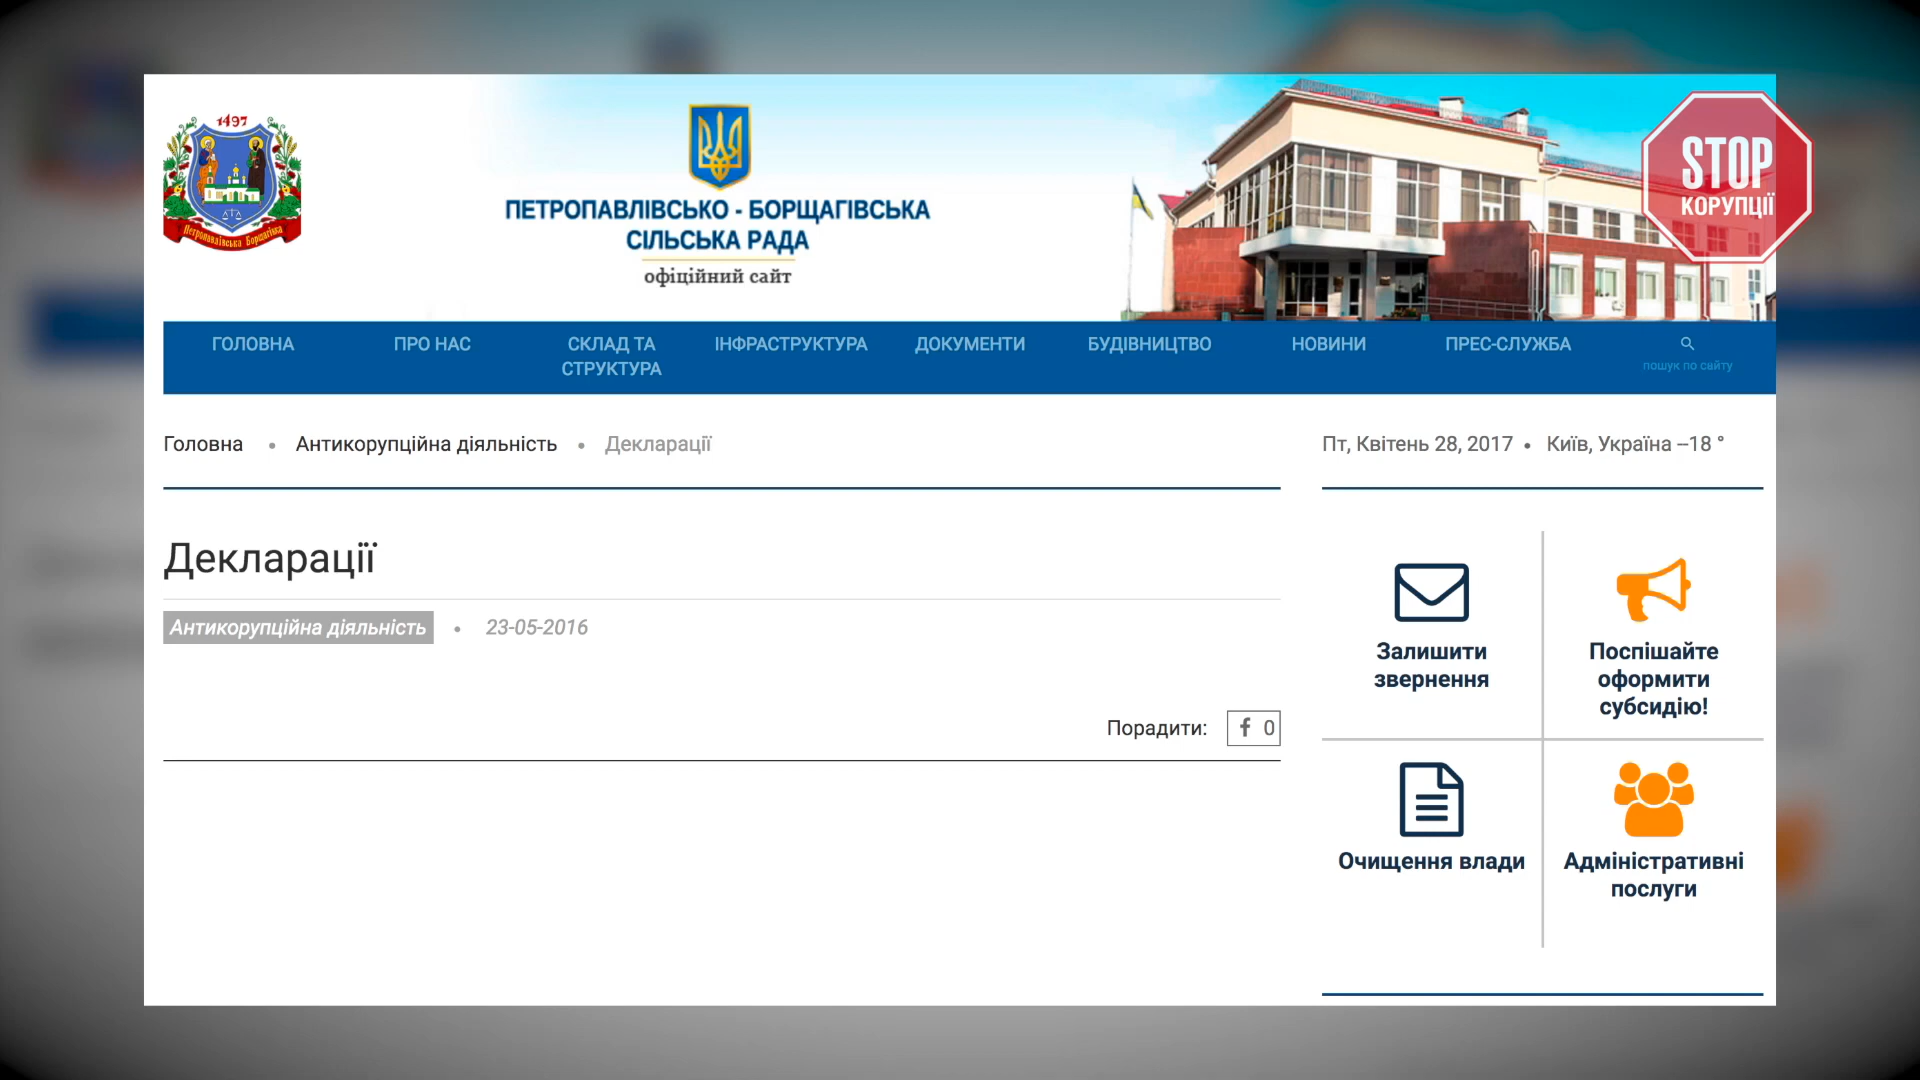 1497
Петропавлівська Борщагівка
ПЕТРОПАВЛІВСЬКО - БОРЩАГІВСЬКА
СІЛЬСЬКА РАДА
офіційний сайт
STOP
КОРУПЦІЇ
ГОЛОВНА
ПРО НАС
СКЛАД ТА
СТРУКТУРА
ІНФРАСТРУКТУРА
ДОКУМЕНТИ
БУДІВНИЦТВО
НОВИНИ
ПРЕС-СЛУЖБА
пошук по сайту
Головна • Антикорупційна діяльність • Декларації
Пт, Квітень 28, 2017 • Київ, Україна –18 °
Декларації
Антикорупційна діяльність • 23-05-2016
Порадити: f 0
Залишити
звернення
Поспішайте
оформити
субсидію!
Очищення влади
Адміністративні
послуги